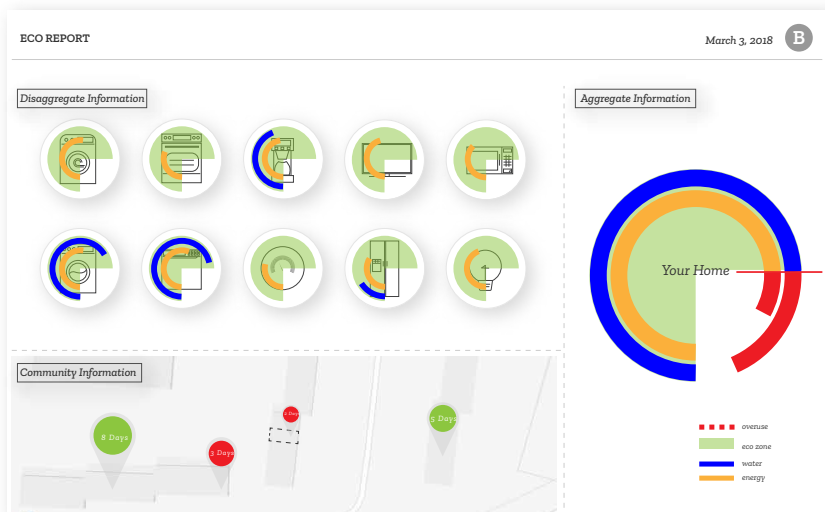 ECO REPORT
March 3, 2018
B
Disaggregate Information
Aggregate Information
Your Home
Community Information
8 Days
3 Days
5 Days
overuse
eco zone
water
energy